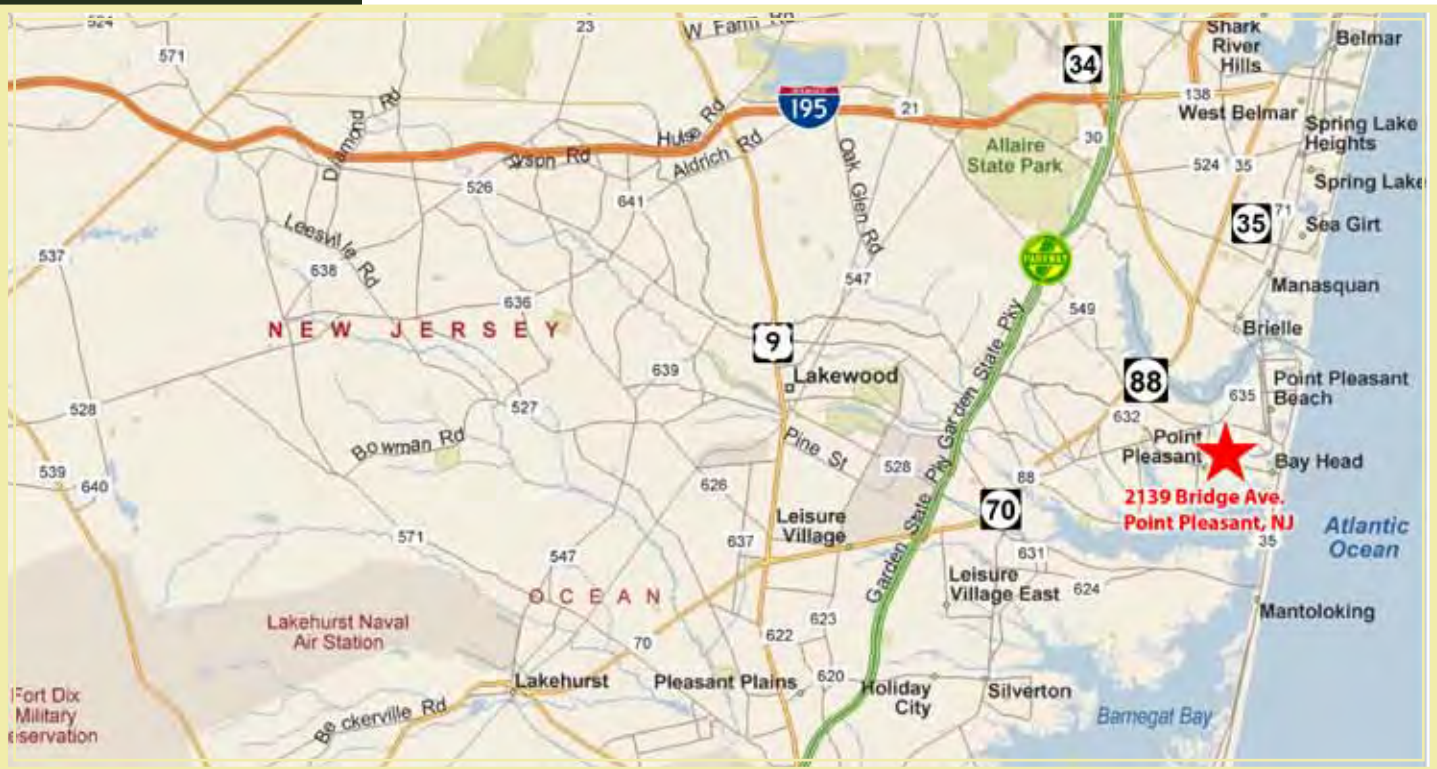 524
571
23
W Farm Rd
34
Shark
River
Hills
Belmar
INTERSTATE
195
21
138
West Belmar
Spring Lake
Heights
Diamond Rd
Hulse Rd
Aldrich Rd
Oak Glen Rd
30
Allaire
State Park
524
35
Spring Lake
526
641
71
35
Sea Girt
Leesville Rd
537
638
547
PARKWAY
Manasquan
636
549
NEW JERSEY
9
Garden State Pky
Garden State Pky
Brielle
639
Lakewood
88
Point Pleasant
Beach
635
528
527
632
Bowman Rd
Pine St
528
Point
Pleasant
Bay Head
539
640
626
88
2139 Bridge Ave.
Point Pleasant, NJ
Leisure
Village
70
Atlantic
Ocean
571
547
637
35
631
OCEAN
Leisure
Village East
624
Mantoloking
Lakehurst Naval
Air Station
70
622
623
Lakehurst
Pleasant Plains
620
Holiday
City
Silverton
Fort Dix
Military
eservation
Beckerville Rd
Barnegat Bay